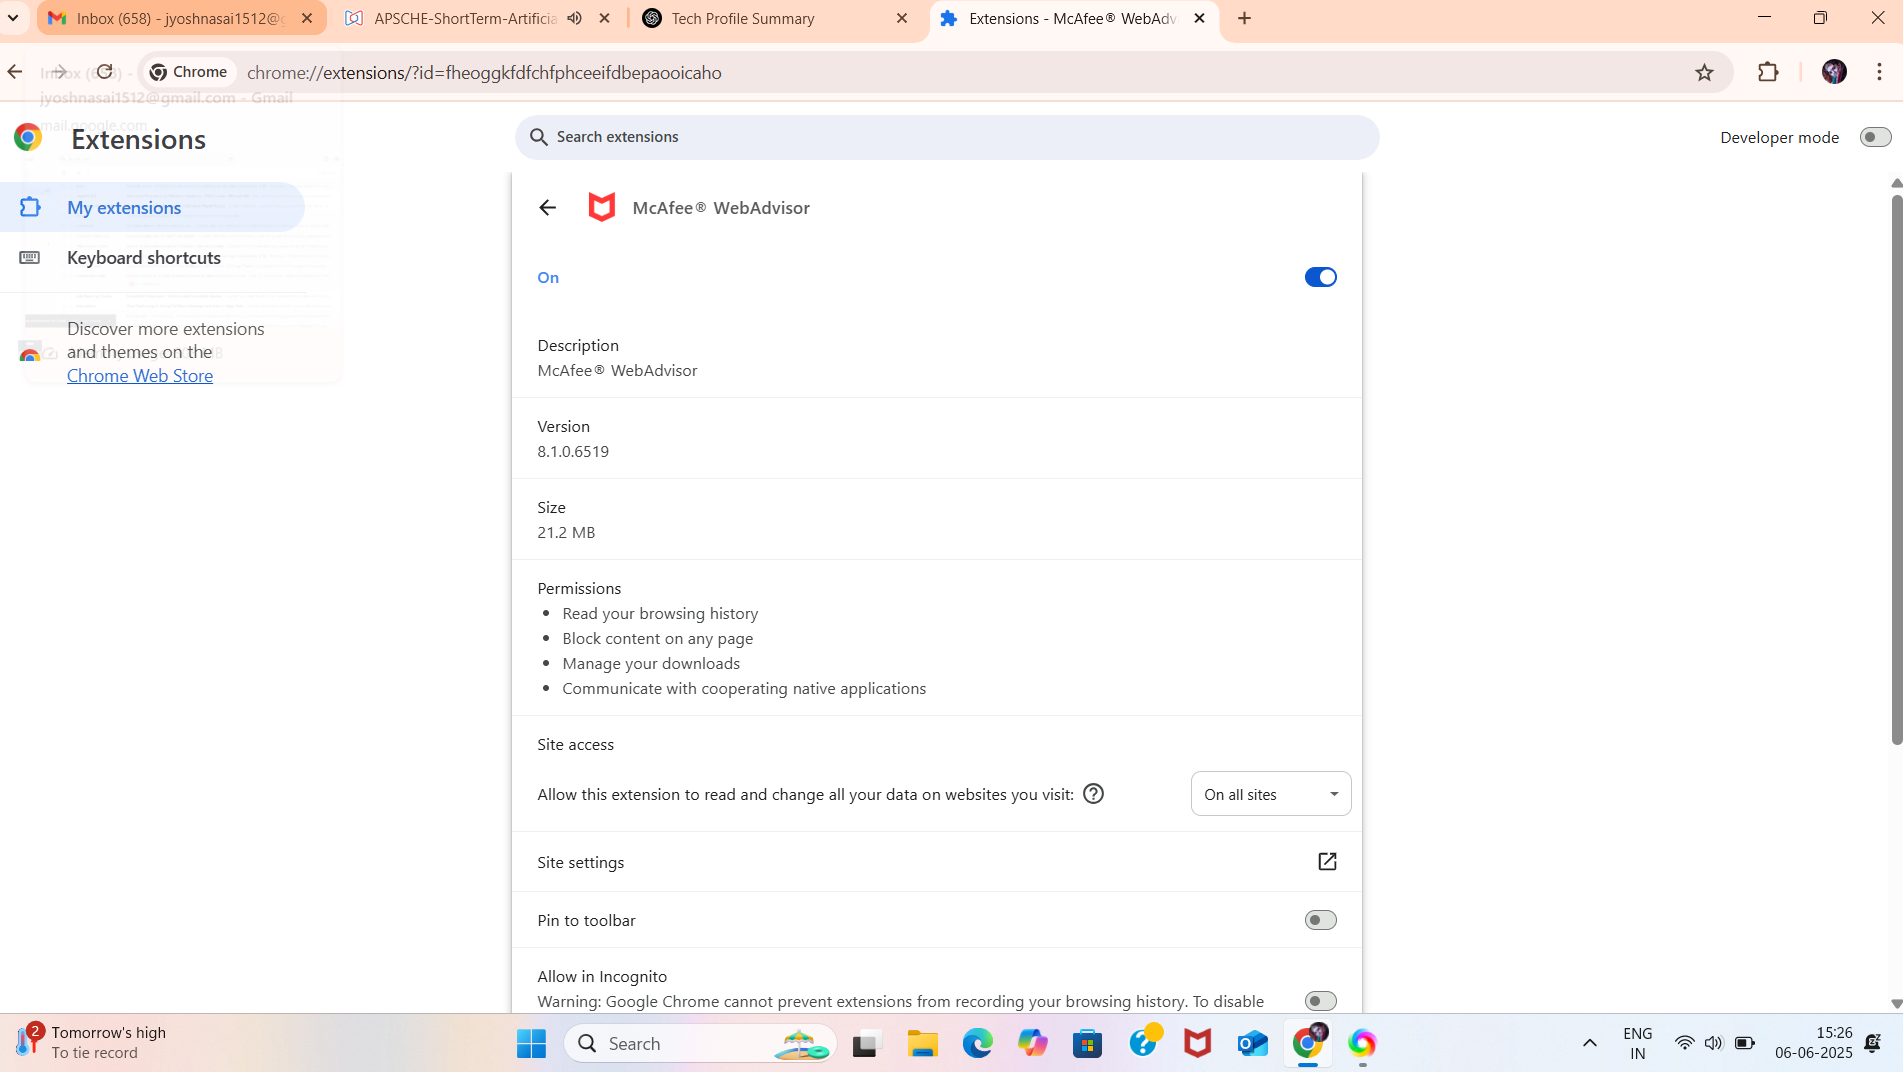 Inbox (658) - jyoshnasai1512@g
APSCHE-ShortTerm-Artificia
Tech Profile Summary
Extensions - McAfee® WebAdv
Chrome
chrome://extensions/?id=fheoggkfdfchfphceeifdbepaooicaho
Inbox (658) -
jyoshnasai1512@gmail.com - Gmail
mail.google.com
Extensions
Search extensions
Developer mode
My extensions
Keyboard shortcuts
Discover more extensions
and themes on the
Chrome Web Store
McAfee® WebAdvisor
On
Description
McAfee® WebAdvisor
Version
8.1.0.6519
Size
21.2 MB
Permissions
• Read your browsing history
• Block content on any page
• Manage your downloads
• Communicate with cooperating native applications
Site access
Allow this extension to read and change all your data on websites you visit:
On all sites
Site settings
Pin to toolbar
Allow in Incognito
Warning: Google Chrome cannot prevent extensions from recording your browsing history. To disable
2
Tomorrow's high
To tie record
Search
ENG
IN
15:26
06-06-2025